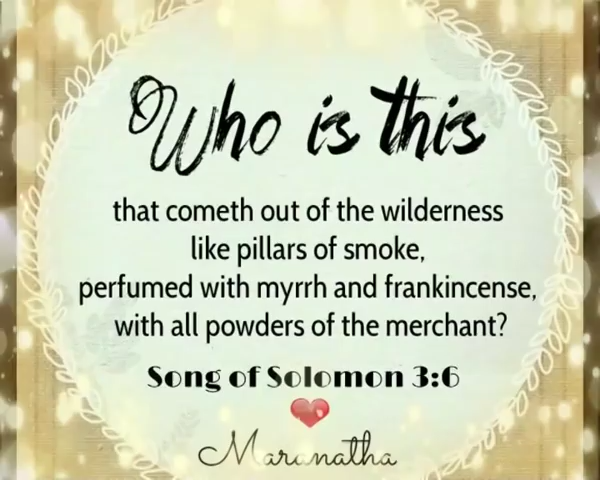 Who is this
that cometh out of the wilderness
like pillars of smoke,
perfumed with myrrh and frankincense,
with all powders of the merchant?
Song of Solomon 3:6
Maranatha